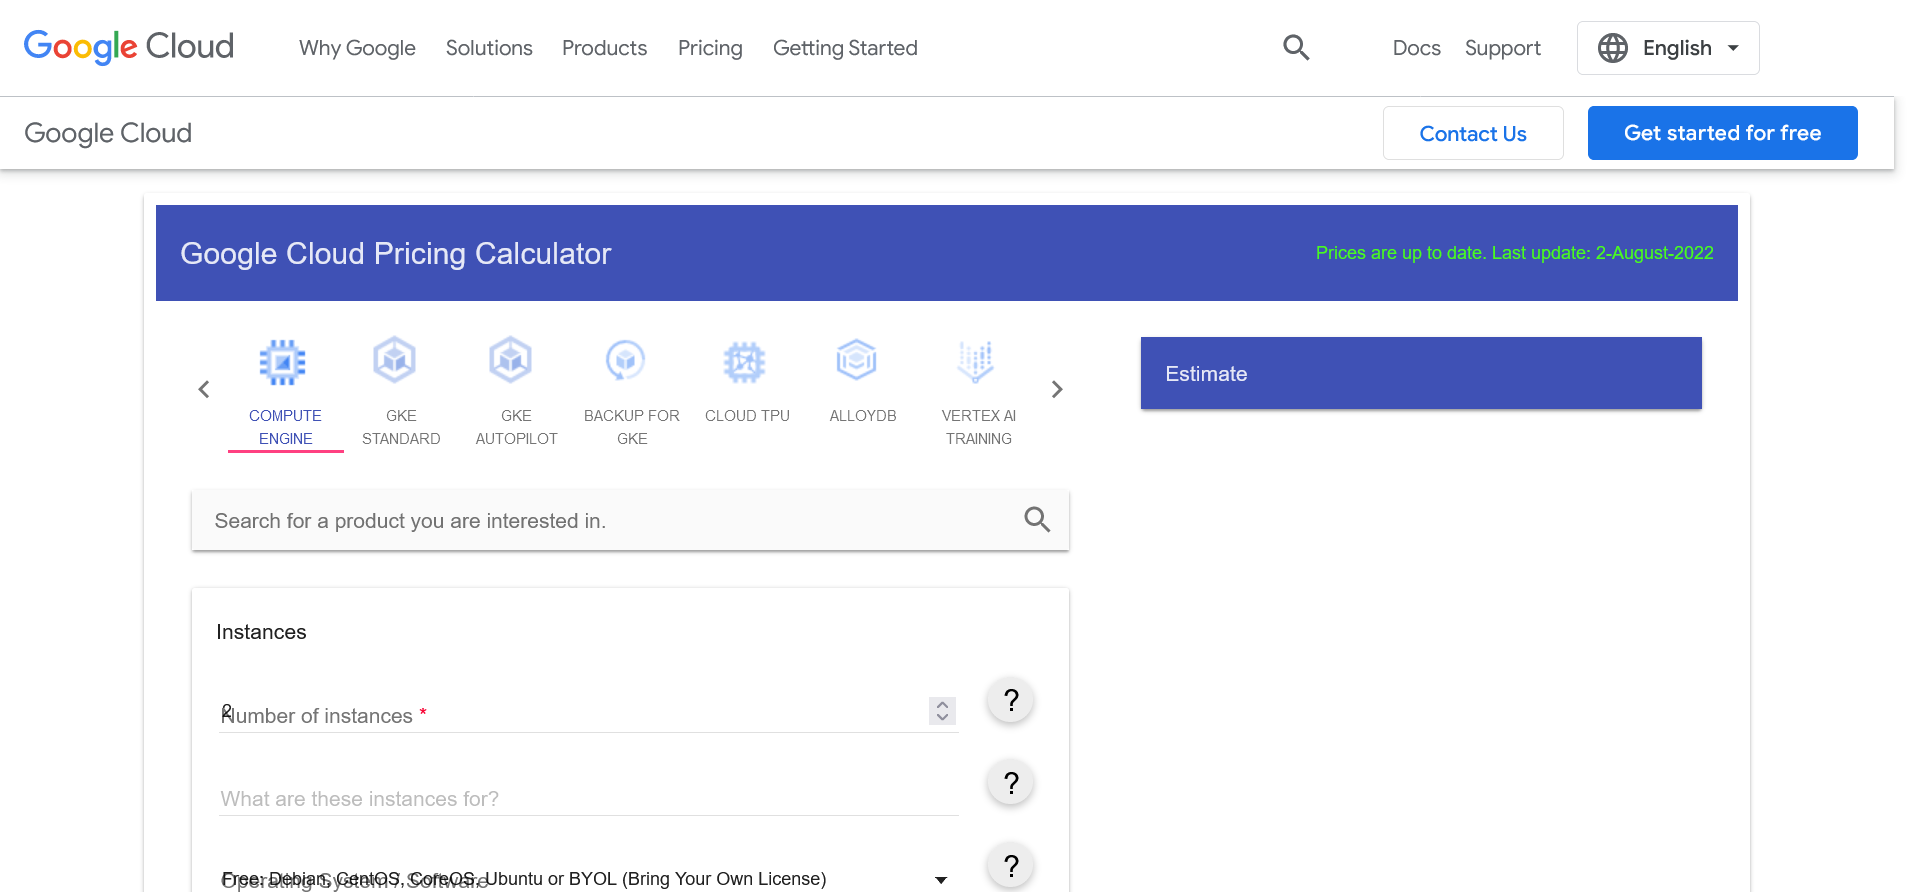 Google Cloud Why Google Solutions Products Pricing Getting Started Docs Support English
Google Cloud Contact Us Get started for free
Google Cloud Pricing Calculator Prices are up to date. Last update: 2-August-2022
COMPUTE ENGINE
GKE STANDARD
GKE AUTOPILOT
BACKUP FOR GKE
CLOUD TPU
ALLOYDB
VERTEX AI TRAINING
Estimate
Search for a product you are interested in.
Instances
2
Number of instances *
?
What are these instances for?
?
Operating System / Software
Free: Debian, CentOS, CoreOS, Ubuntu or BYOL (Bring Your Own License)
?